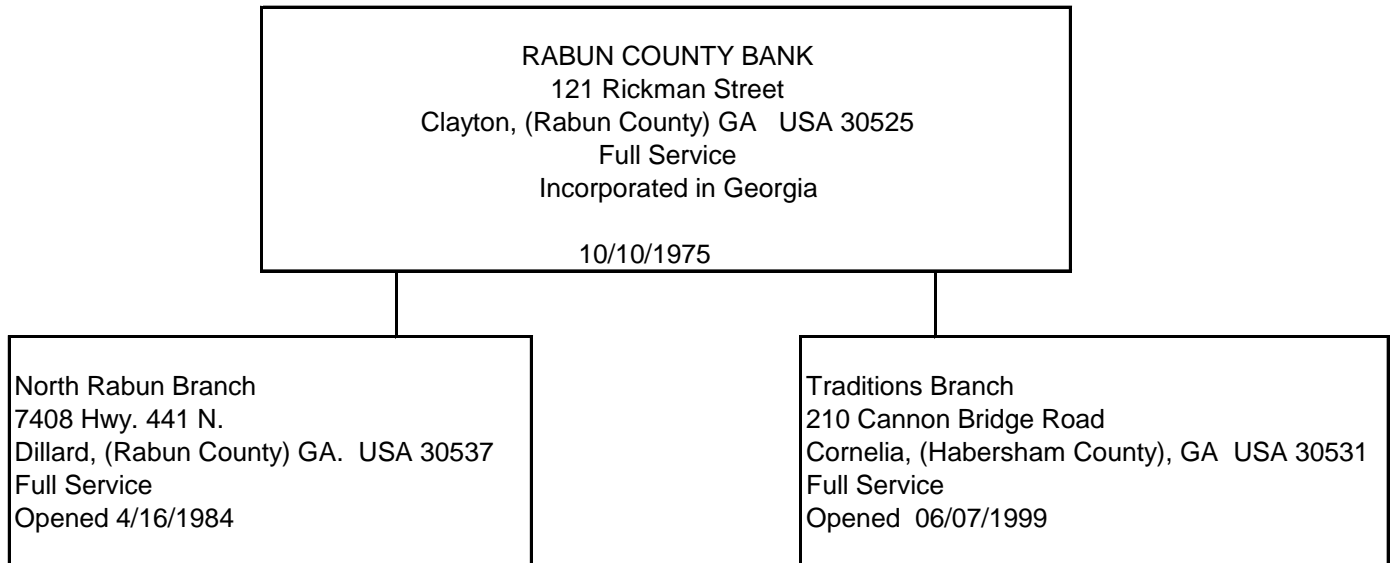 RABUN COUNTY BANK
121 Rickman Street
Clayton, (Rabun County) GA   USA 30525
Full Service
Incorporated in Georgia
10/10/1975
North Rabun Branch
7408 Hwy. 441 N.
Dillard, (Rabun County) GA.  USA 30537
Full Service
Opened 4/16/1984
Traditions Branch
210 Cannon Bridge Road
Cornelia, (Habersham County), GA  USA 30531
Full Service
Opened  06/07/1999